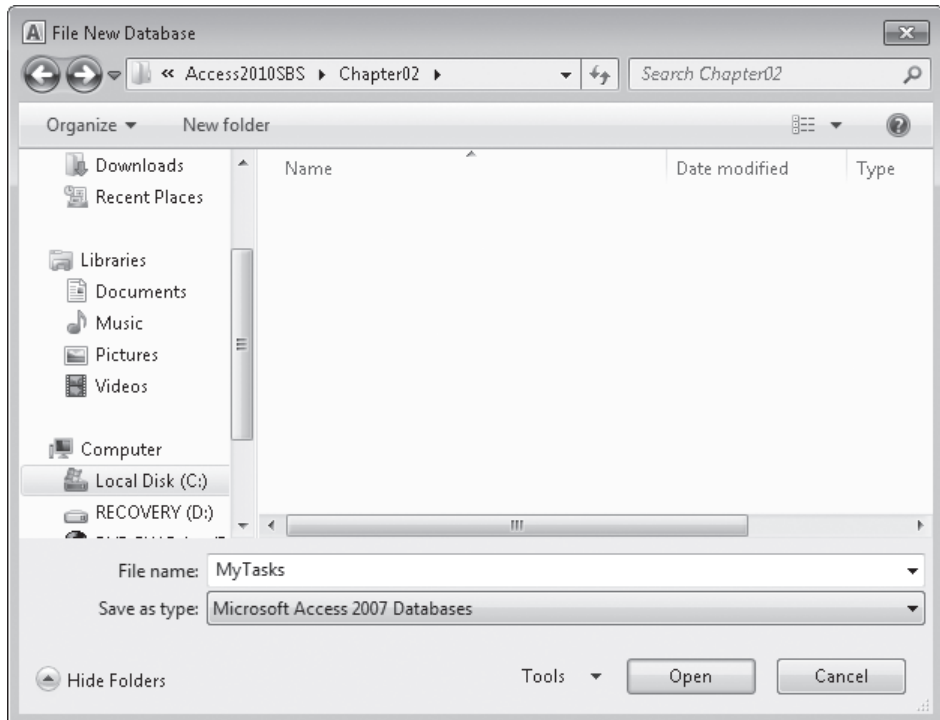 File New Database
« Access2010SBS ▸ Chapter02 ▸
Search Chapter02
Organize
New folder
Name
Date modified
Type
Downloads
Recent Places
Libraries
Documents
Music
Pictures
Videos
Computer
Local Disk (C:)
RECOVERY (D:)
File name: MyTasks
Save as type: Microsoft Access 2007 Databases
Hide Folders
Tools
Open
Cancel